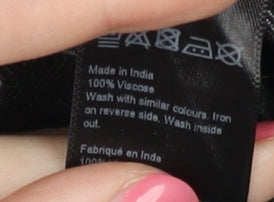 Made in India
100% Viscose
Wash with similar colours. Iron
on reverse side. Wash inside
out.
Fabriqué en Inde
100%